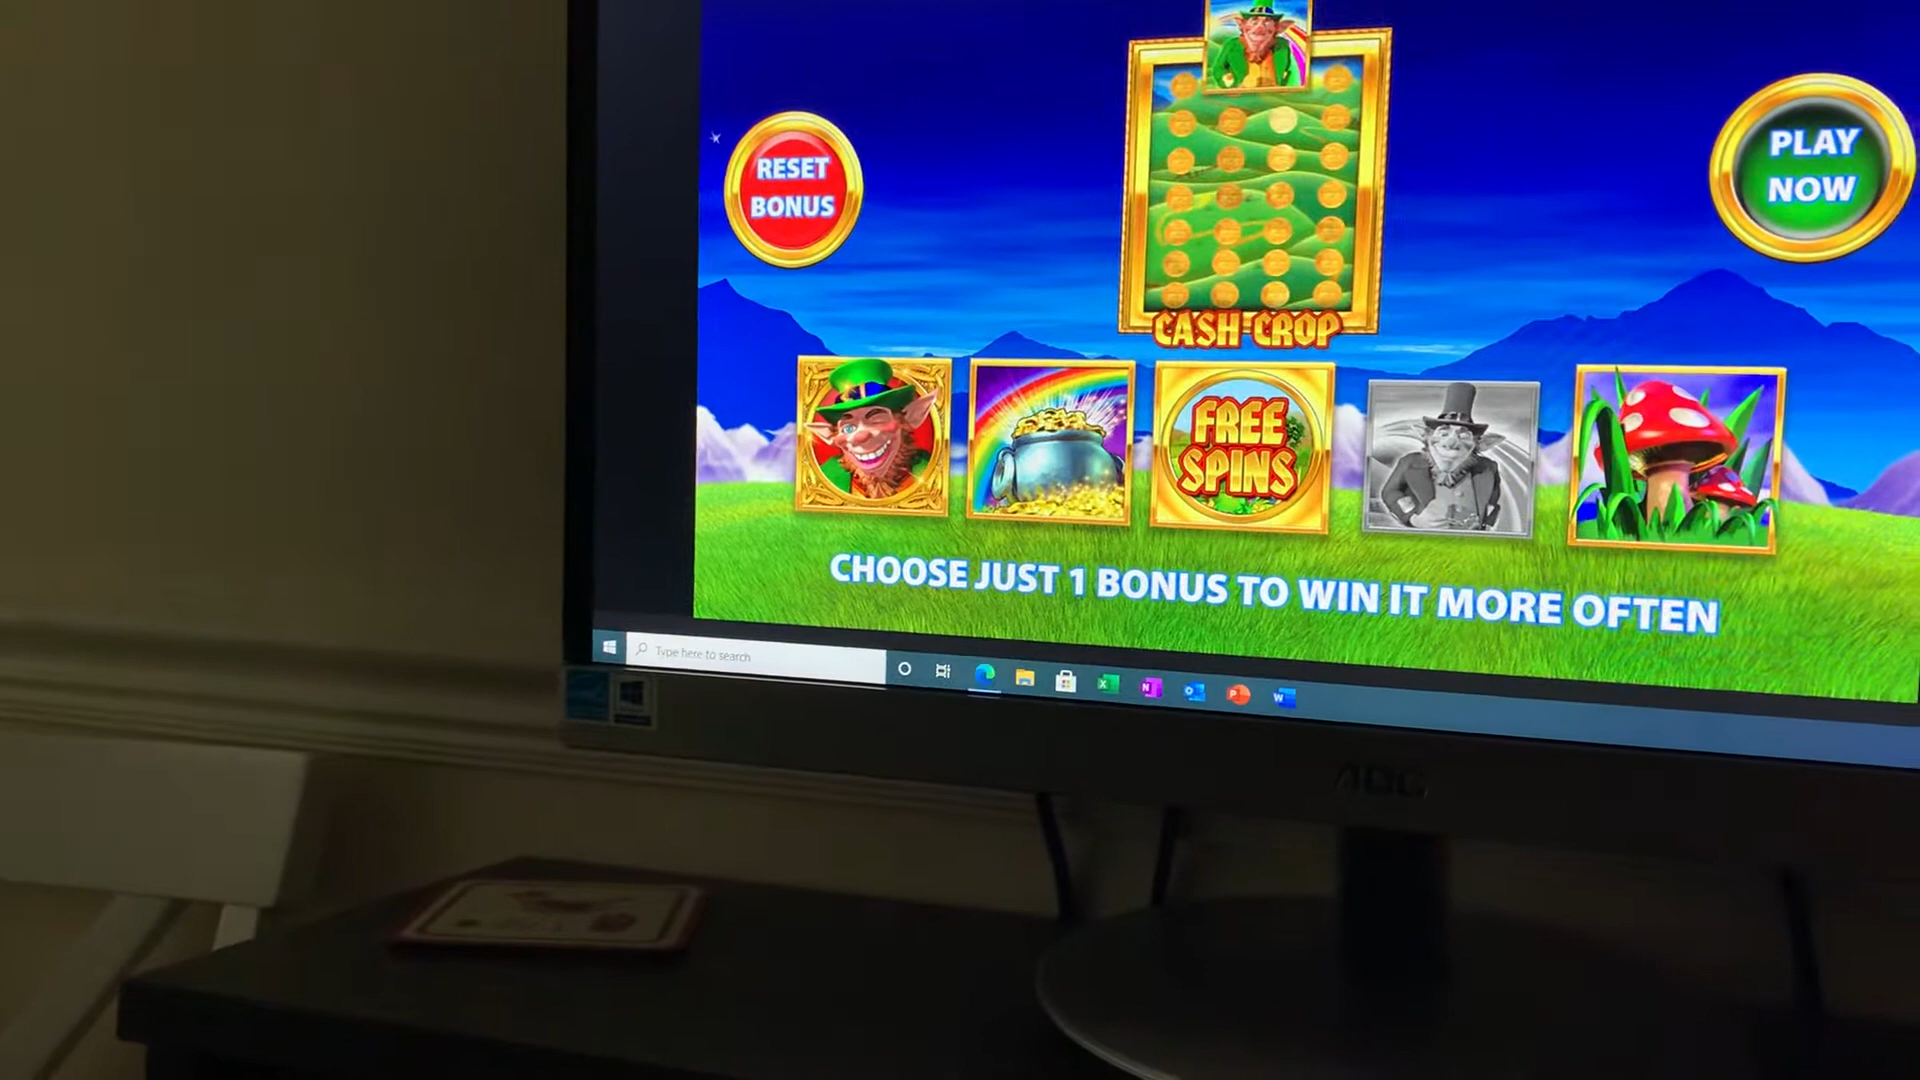 RESET
BONUS
PLAY
NOW
CASH CROP
FREE
SPINS
CHOOSE JUST 1 BONUS TO WIN IT MORE OFTEN
Type here to search
AOC